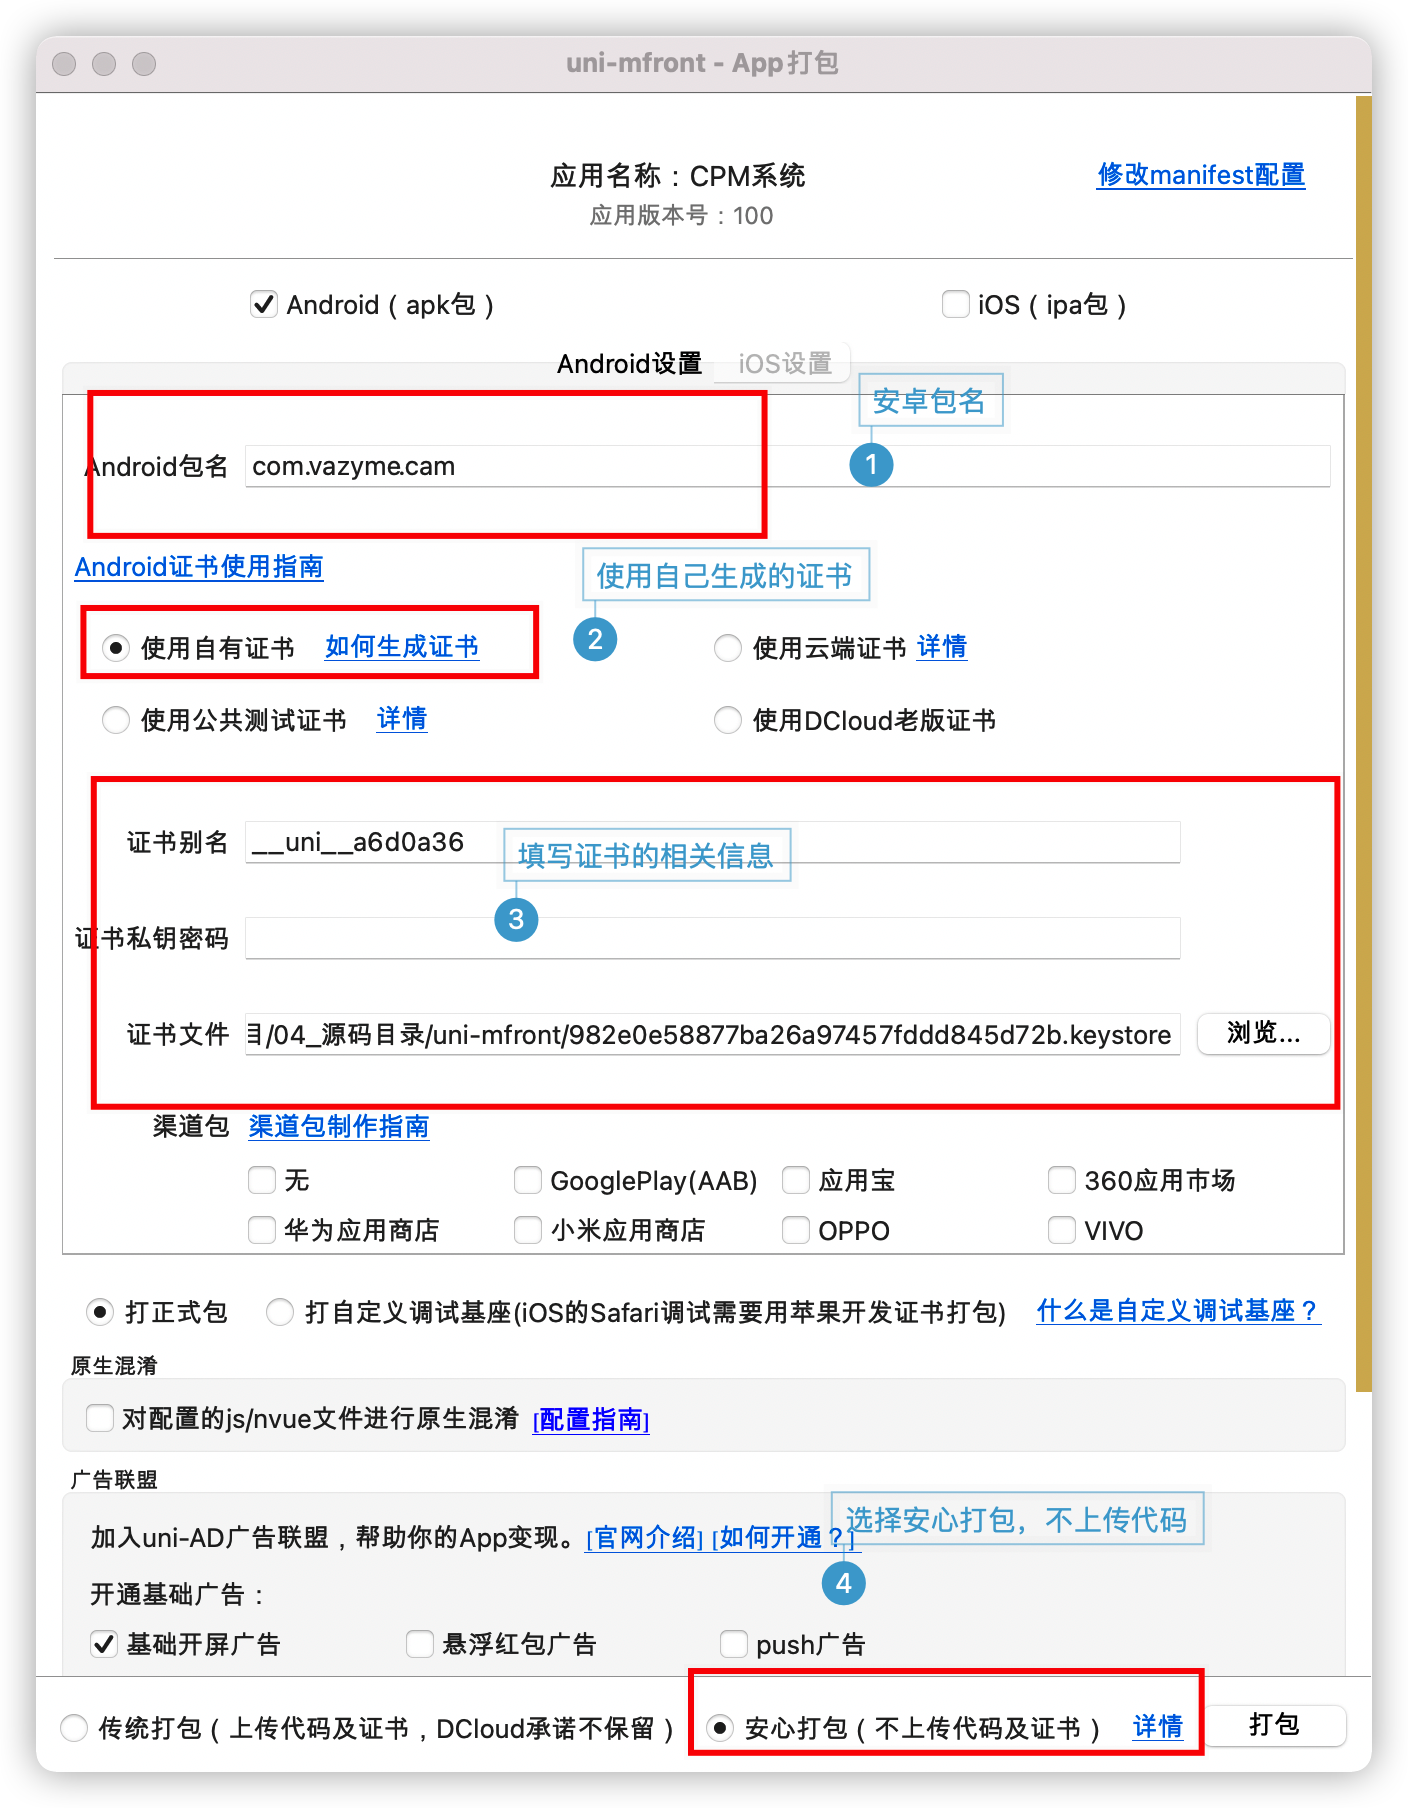 uni-mfront - App打包
应用名称：CPM系统
修改manifest配置
应用版本号：100
Android（apk包）
iOS（ipa包）
Android设置
iOS设置
安卓包名
1
Android包名
com.vazyme.cam
Android证书使用指南
使用自己生成的证书
2
使用自有证书
如何生成证书
使用云端证书
详情
使用公共测试证书
详情
使用DCloud老版证书
证书别名
__uni__a6d0a36
填写证书的相关信息
3
证书私钥密码
证书文件
目/04_源码目录/uni-mfront/982e0e58877ba26a97457fddd845d72b.keystore
浏览...
渠道包
渠道包制作指南
无
GooglePlay(AAB)
应用宝
360应用市场
华为应用商店
小米应用商店
OPPO
VIVO
打正式包
打自定义调试基座(iOS的Safari调试需要用苹果开发证书打包)
什么是自定义调试基座？
原生混淆
对配置的js/nvue文件进行原生混淆
[配置指南]
广告联盟
选择安心打包，不上传代码
4
加入uni-AD广告联盟，帮助你的App变现。[官网介绍] [如何开通？]
开通基础广告：
基础开屏广告
悬浮红包广告
push广告
传统打包（上传代码及证书，DCloud承诺不保留）
安心打包（不上传代码及证书）
详情
打包